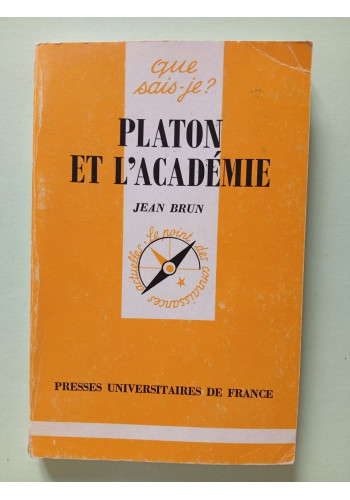 que
sais-je?
PLATON
ET L'ACADÉMIE
JEAN BRUN
le point des connaissances actuelles
PRESSES UNIVERSITAIRES DE FRANCE